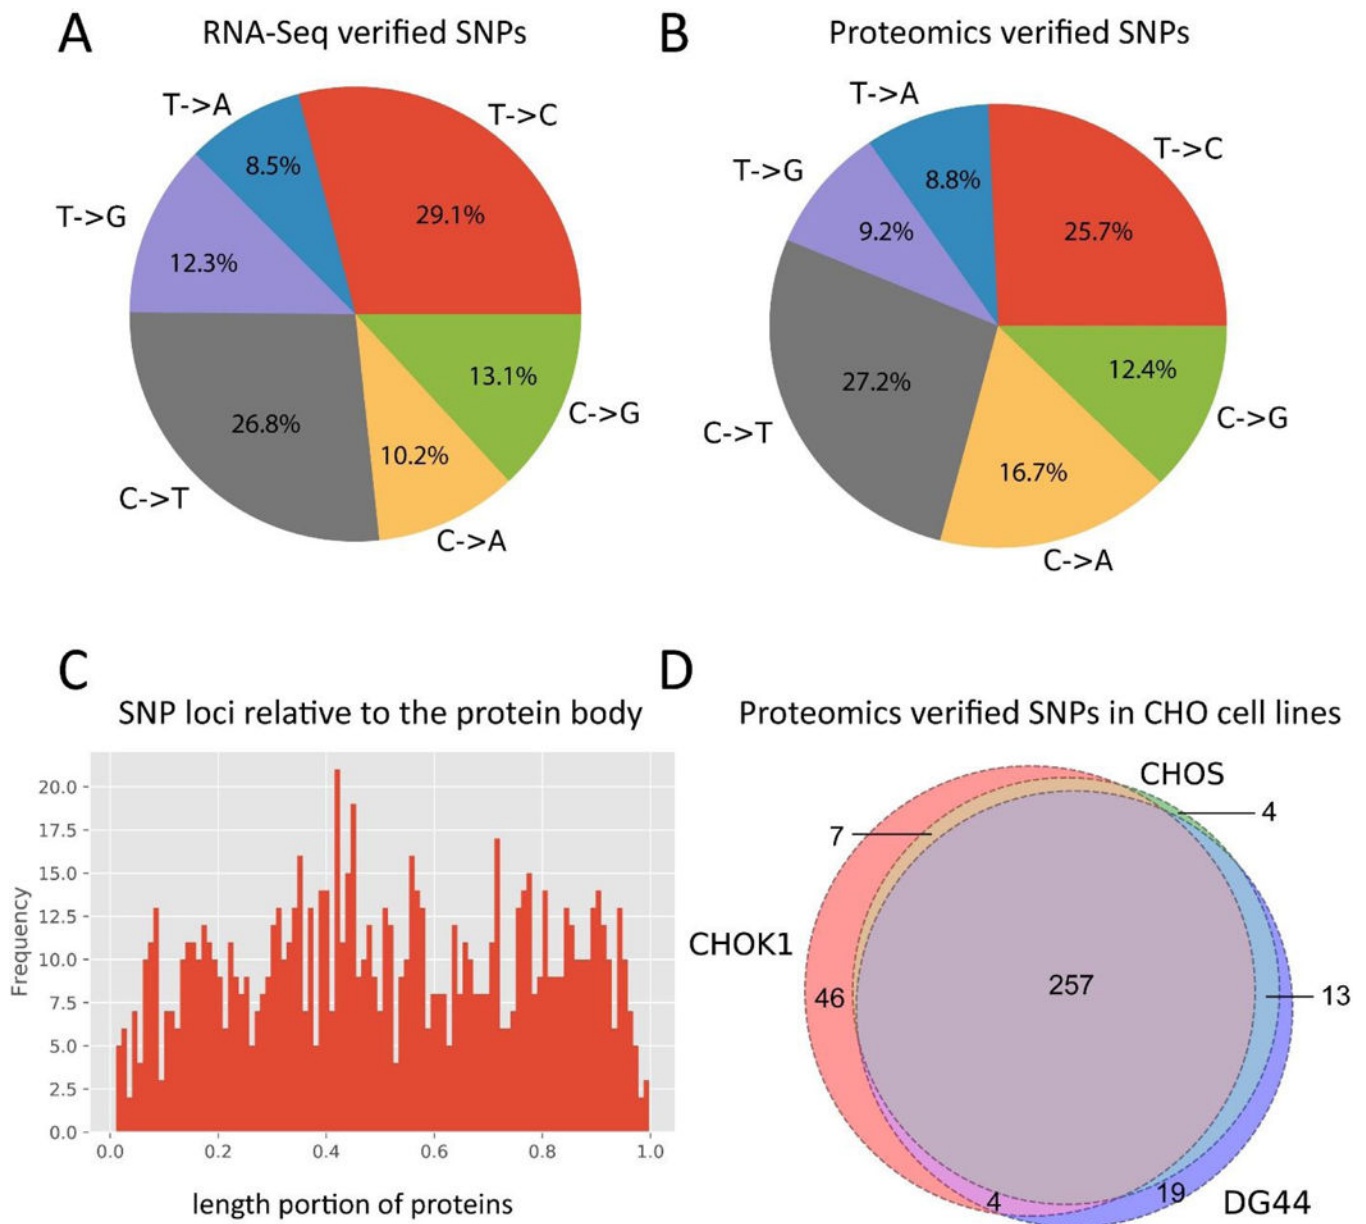 A
RNA-Seq verified SNPs
T->A
T->C
8.5%
29.1%
T->G
12.3%
13.1%
C->G
26.8%
10.2%
C->T
C->A
B
Proteomics verified SNPs
T->A
T->C
T->G
8.8%
9.2%
25.7%
12.4%
27.2%
C->G
C->T
16.7%
C->A
C
SNP loci relative to the protein body
20.0
17.5
15.0
12.5
10.0
7.5
5.0
2.5
0.0
Frequency
0.0 0.2 0.4 0.6 0.8 1.0
length portion of proteins
D
Proteomics verified SNPs in CHO cell lines
CHOS
4
7
CHOK1
46
257
13
4
19
DG44